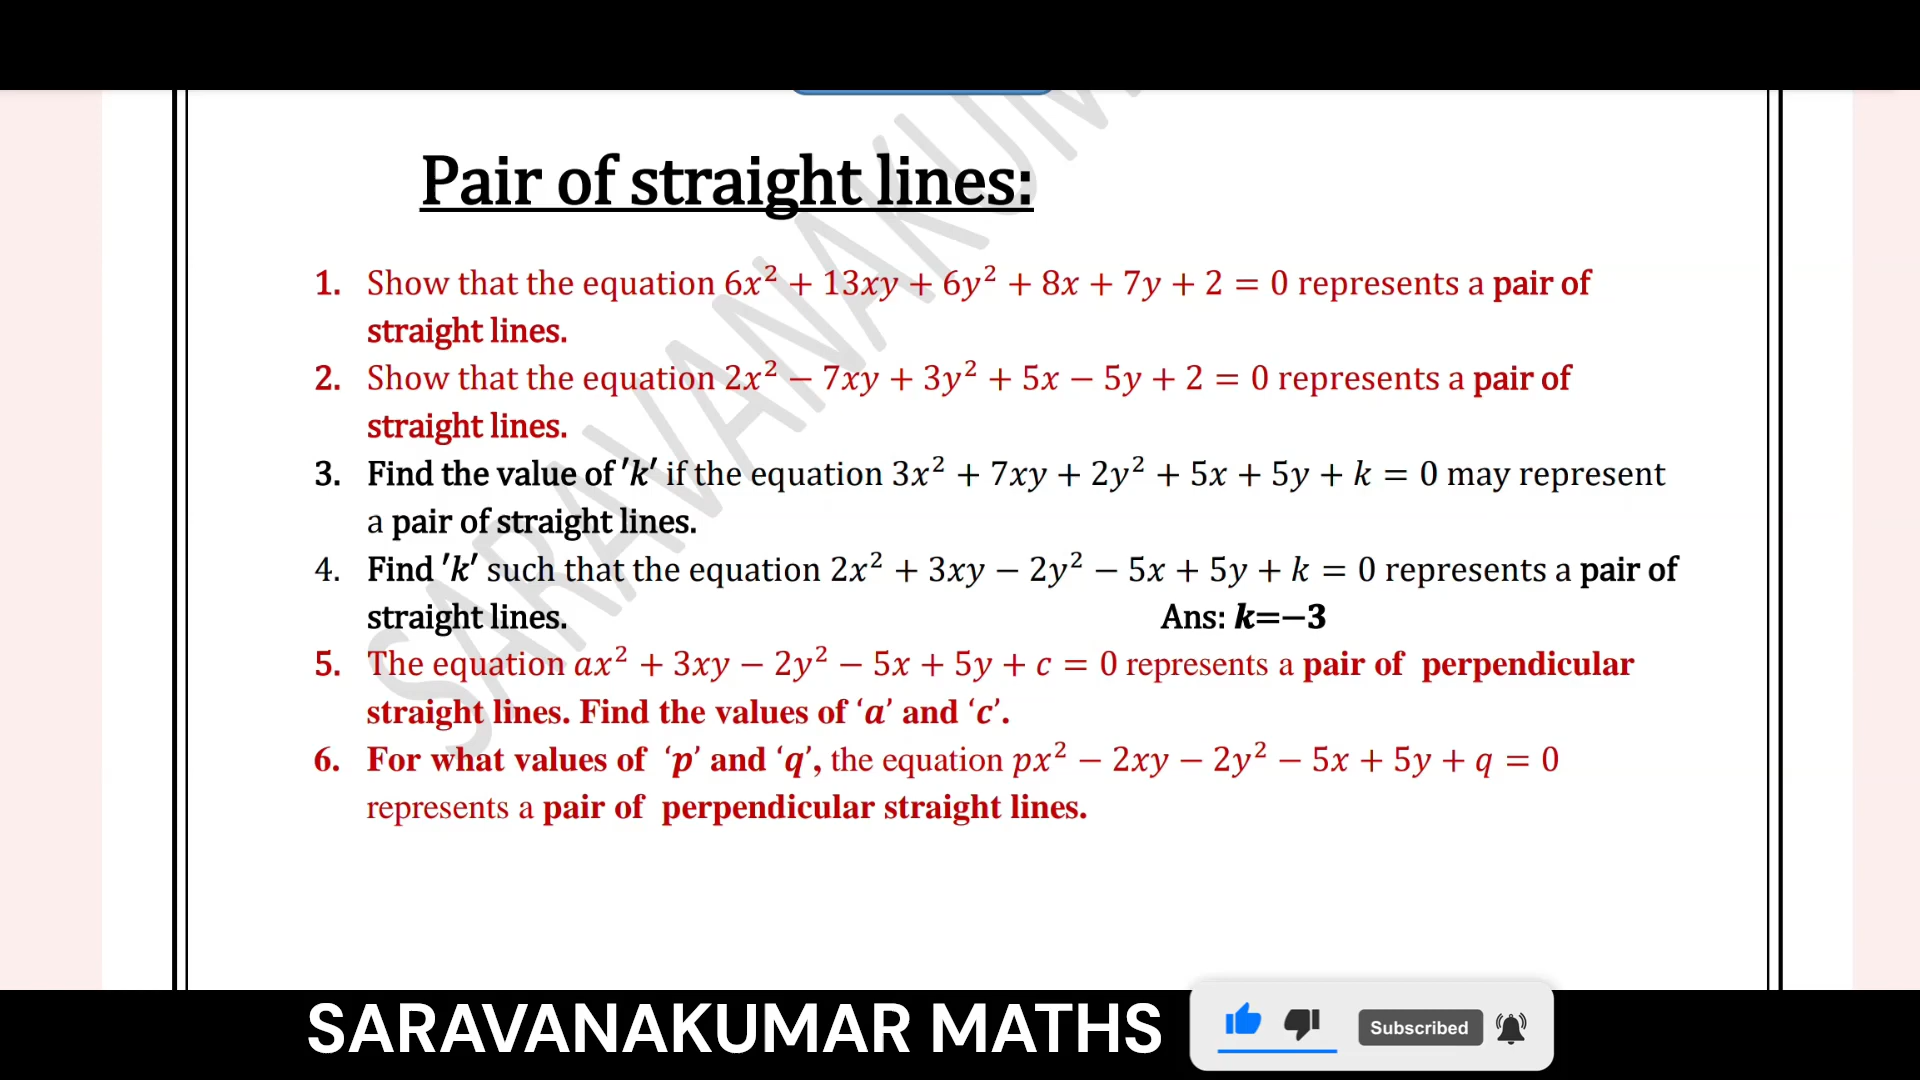 Pair of straight lines:
1. Show that the equation 6x² + 13xy + 6y² + 8x + 7y + 2 = 0 represents a pair of
straight lines.
2. Show that the equation 2x² − 7xy + 3y² + 5x − 5y + 2 = 0 represents a pair of
straight lines.
3. Find the value of 'k' if the equation 3x² + 7xy + 2y² + 5x + 5y + k = 0 may represent
a pair of straight lines.
4. Find 'k' such that the equation 2x² + 3xy − 2y² − 5x + 5y + k = 0 represents a pair of
straight lines. Ans: k=−3
5. The equation ax² + 3xy − 2y² − 5x + 5y + c = 0 represents a pair of perpendicular
straight lines. Find the values of ‘a’ and ‘c’.
6. For what values of ‘p’ and ‘q’, the equation px² − 2xy − 2y² − 5x + 5y + q = 0
represents a pair of perpendicular straight lines.
SARAVANAKUM
SARAVANAKUMAR MATHS
Subscribed